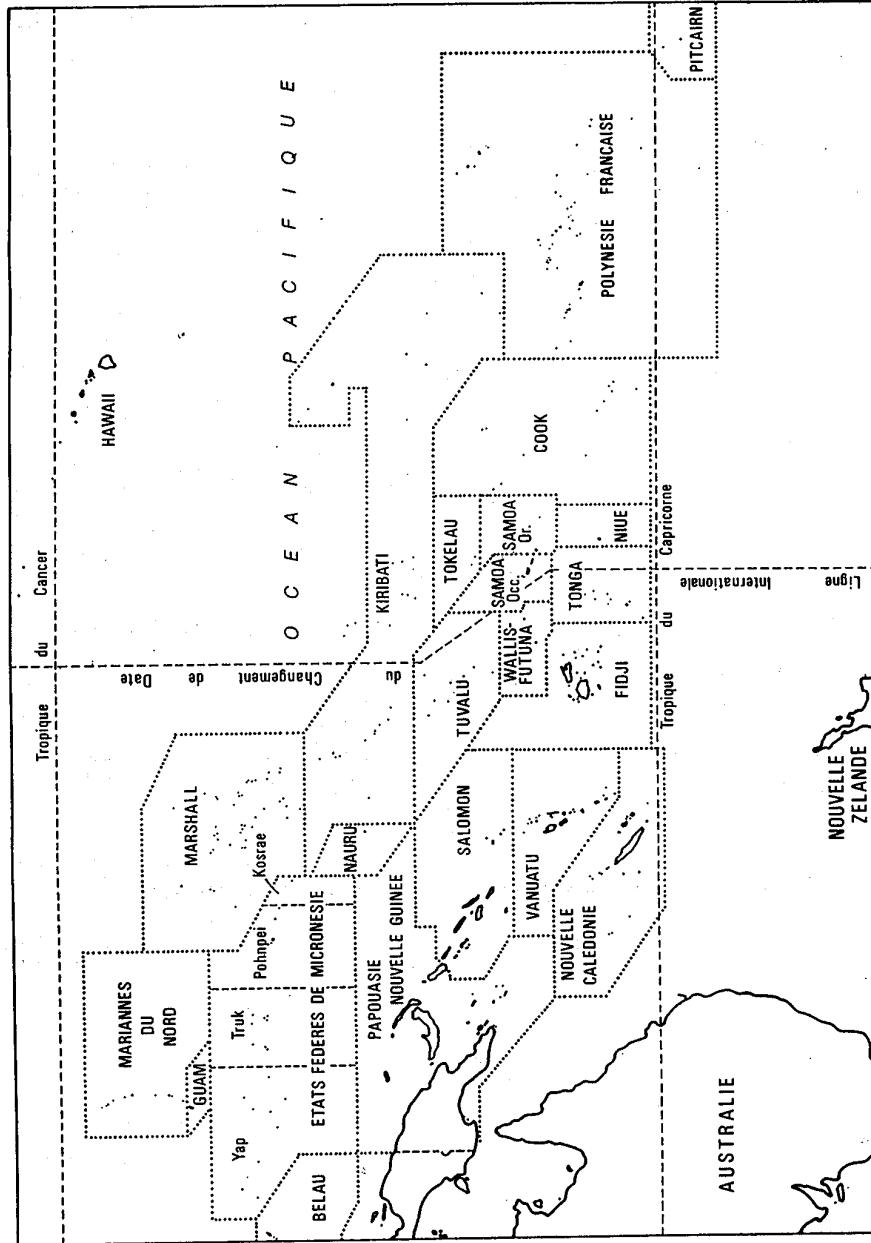 Tropique du Cancer
HAWAII
OCEAN PACIFIQUE
MARIANNES
DU
NORD
GUAM
MARSHALL
Yap
Truk
Pohnpei
Kosrae
ETATS FEDERES DE MICRONESIE
BELAU
NAURU
KIRIBATI
PAPOUASIE
NOUVELLE GUINEE
SALOMON
TUVALU
TOKELAU
WALLIS-
FUTUNA
SAMOA
Occ.
SAMOA
Or.
COOK
POLYNESIE FRANCAISE
VANUATU
NOUVELLE
CALEDONIE
FIDJI
TONGA
NIUE
PITCAIRN
Tropique du Capricorne
Ligne Internationale du Changement de Date
AUSTRALIE
NOUVELLE
ZELANDE